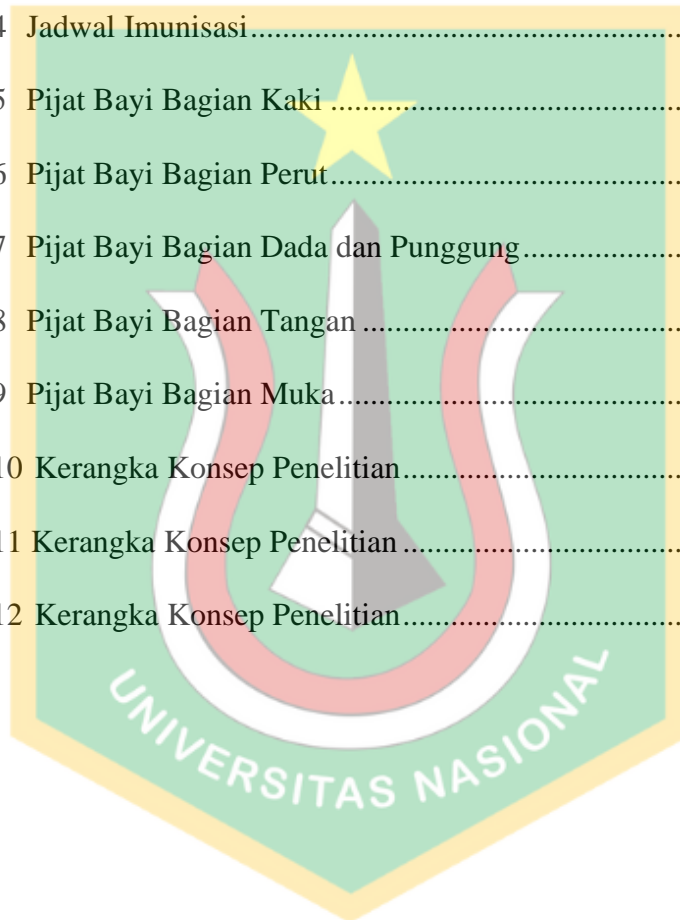 4 Jadwal Imunisasi................................................................
5 Pijat Bayi Bagian Kaki .....................................................
6 Pijat Bayi Bagian Perut.....................................................
7 Pijat Bayi Bagian Dada dan Punggung........................
8 Pijat Bayi Bagian Tangan ................................................
9 Pijat Bayi Bagian Muka....................................................
10 Kerangka Konsep Penelitian...........................................
11 Kerangka Konsep Penelitian ..........................................
12 Kerangka Konsep Penelitian...........................................
UNIVERSITAS NASIONAL